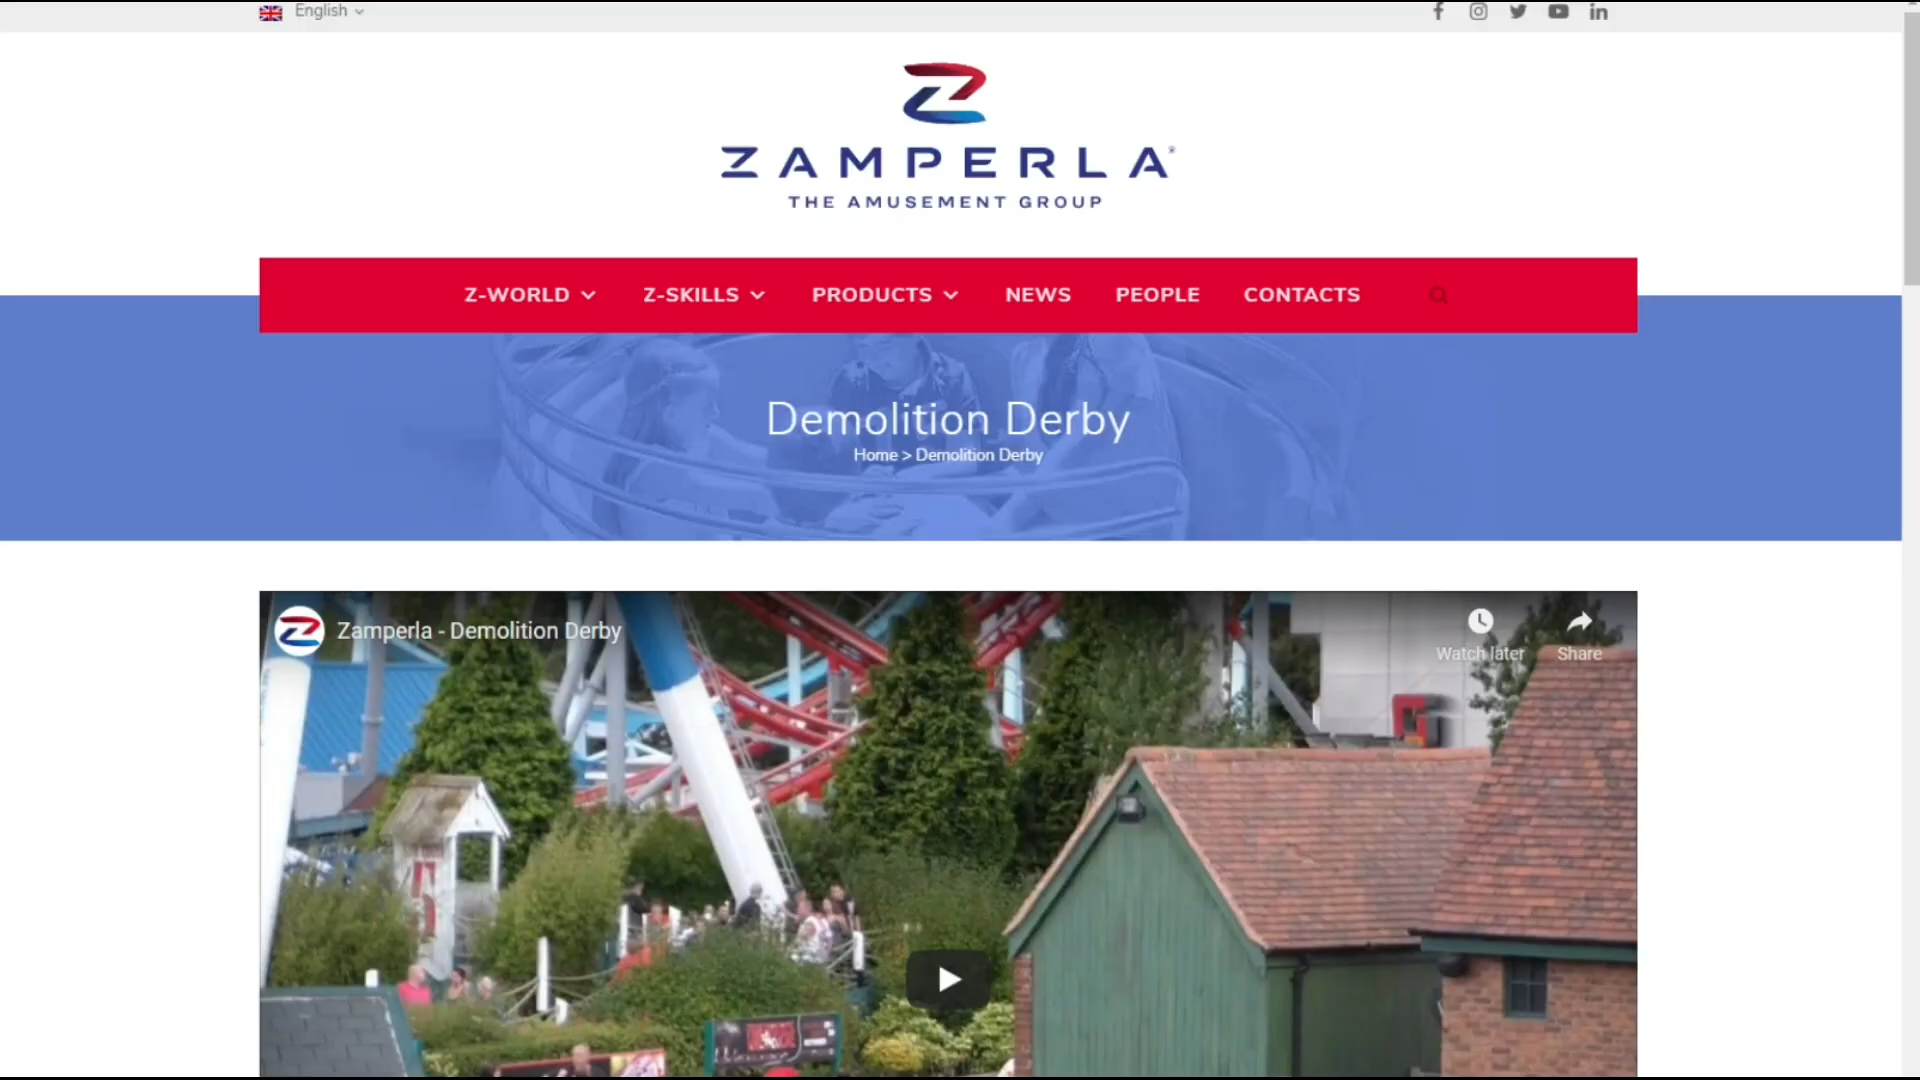 English
ZAMPERLA
THE AMUSEMENT GROUP
Z-WORLD Z-SKILLS PRODUCTS NEWS PEOPLE CONTACTS
Demolition Derby
Home > Demolition Derby
Zamperla - Demolition Derby
Watch later Share